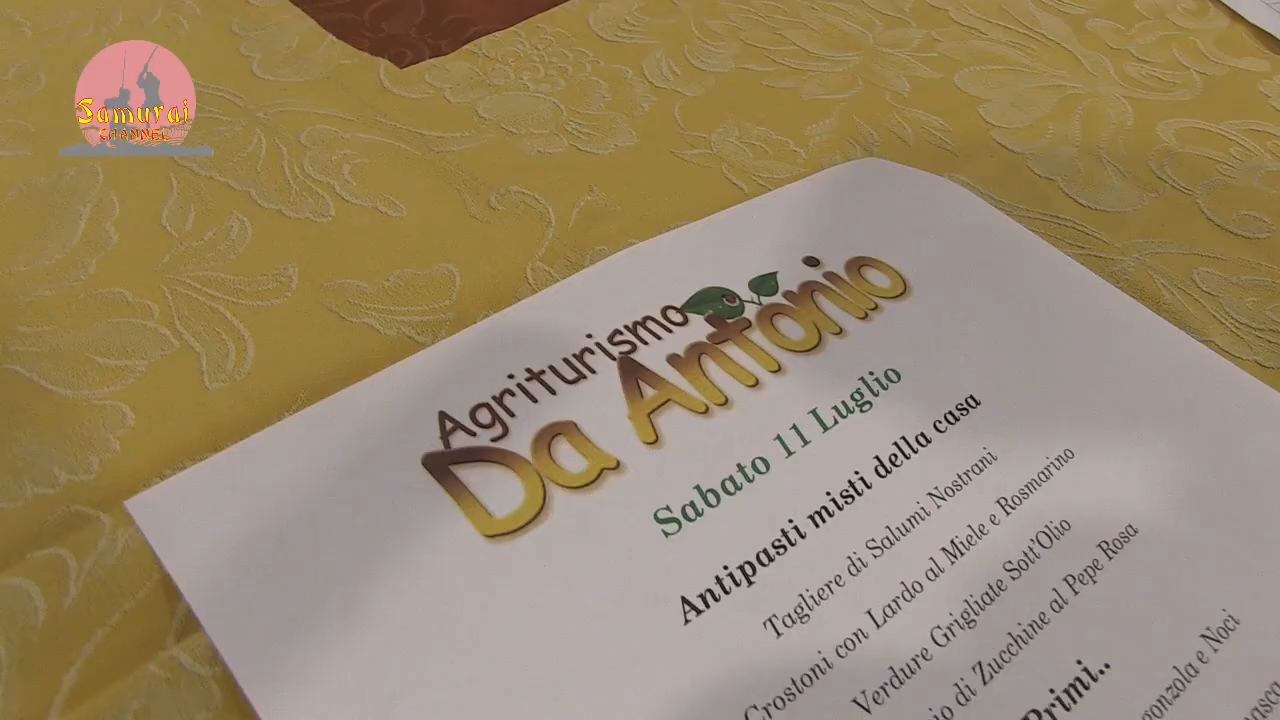 Samurai
CHANNEL
Agriturismo
Da Antonio
Sabato 11 Luglio
Antipasti misti della casa
Tagliere di Salumi Nostrani
Crostoni con Lardo al Miele e Rosmarino
Verdure Grigliate Sott'Olio
di Zucchine al Pepe Rosa
Primi..
e Noci